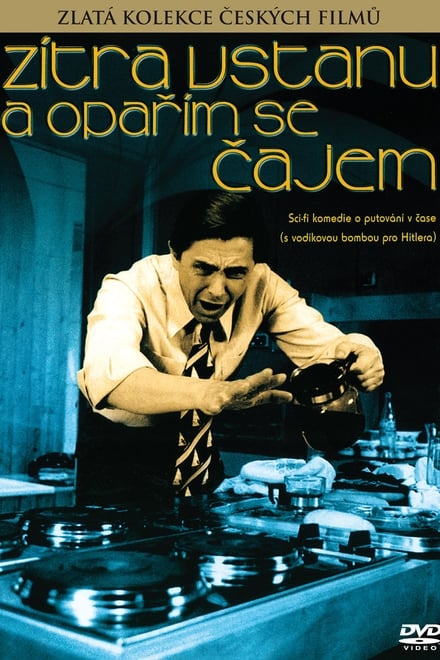 ZLATÁ KOLEKCE ČESKÝCH FILMŮ
zítra vstanu
a opařím se
čajem
Sci-fi komedie o putování v čase
(s vodíkovou bombou pro Hitlera)
DVD
VIDEO